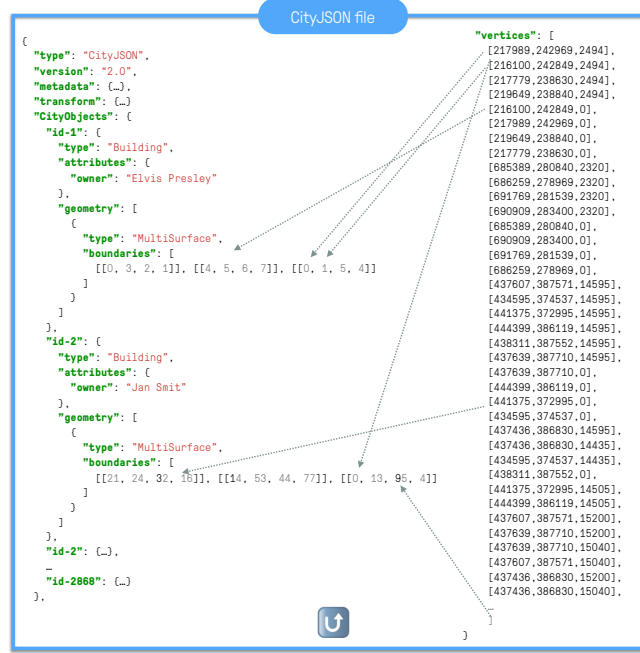 CityJSON file
{
"type": “CityJSON”,
"version": “2.0”,
"metadata": {…},
"transform": {…}
"CityObjects": {
"id-1": {
"type": "Building”,
"attributes": {
"owner": “Elvis Presley”
},
"geometry": [
{
"type": “MultiSurface”,
"boundaries": [
[[0, 3, 2, 1]], [[4, 5, 6, 7]], [[0, 1, 5, 4]]
]
}
]
},
"id-2": {
"type": "Building”,
"attributes": {
"owner": “Jan Smit”
},
"geometry": [
{
"type": “MultiSurface”,
"boundaries": [
[[21, 24, 32, 16]], [[14, 53, 44, 77]], [[0, 13, 95, 4]]
]
}
]
},
"id-2": {…},
…
"id-2868": {…}
},
"vertices": [
[217989,242969,2494],
[216100,242849,2494],
[217779,238630,2494],
[219649,238840,2494],
[216100,242849,0],
[217989,242969,0],
[219649,238840,0],
[217779,238630,0],
[685389,280840,2320],
[686259,278969,2320],
[691769,281539,2320],
[690909,283400,2320],
[685389,280840,0],
[690909,283400,0],
[691769,281539,0],
[686259,278969,0],
[437607,387571,14595],
[434595,374537,14595],
[441375,372995,14595],
[444399,386119,14595],
[438311,387552,14595],
[437639,387710,14595],
[437639,387710,0],
[444399,386119,0],
[441375,372995,0],
[434595,374537,0],
[437436,386830,14595],
[437436,386830,14435],
[434595,374537,14435],
[438311,387552,0],
[441375,372995,14505],
[444399,386119,14505],
[437607,387571,15200],
[437639,387710,15200],
[437639,387710,15040],
[437607,387571,15040],
[437436,386830,15200],
[437436,386830,15040],
…
]
}